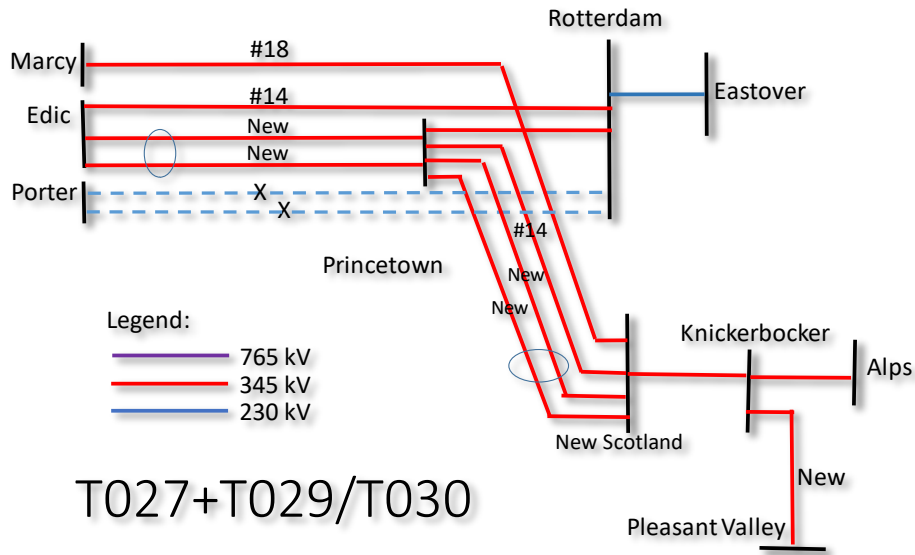 Rotterdam
#18
Marcy
Eastover
#14
Edic
New
New
Porter
X
X
#14
Princetown
New
New
Legend:
Knickerbocker
765 kV
Alps
345 kV
230 kV
New Scotland
New
T027+T029/T030
Pleasant Valley